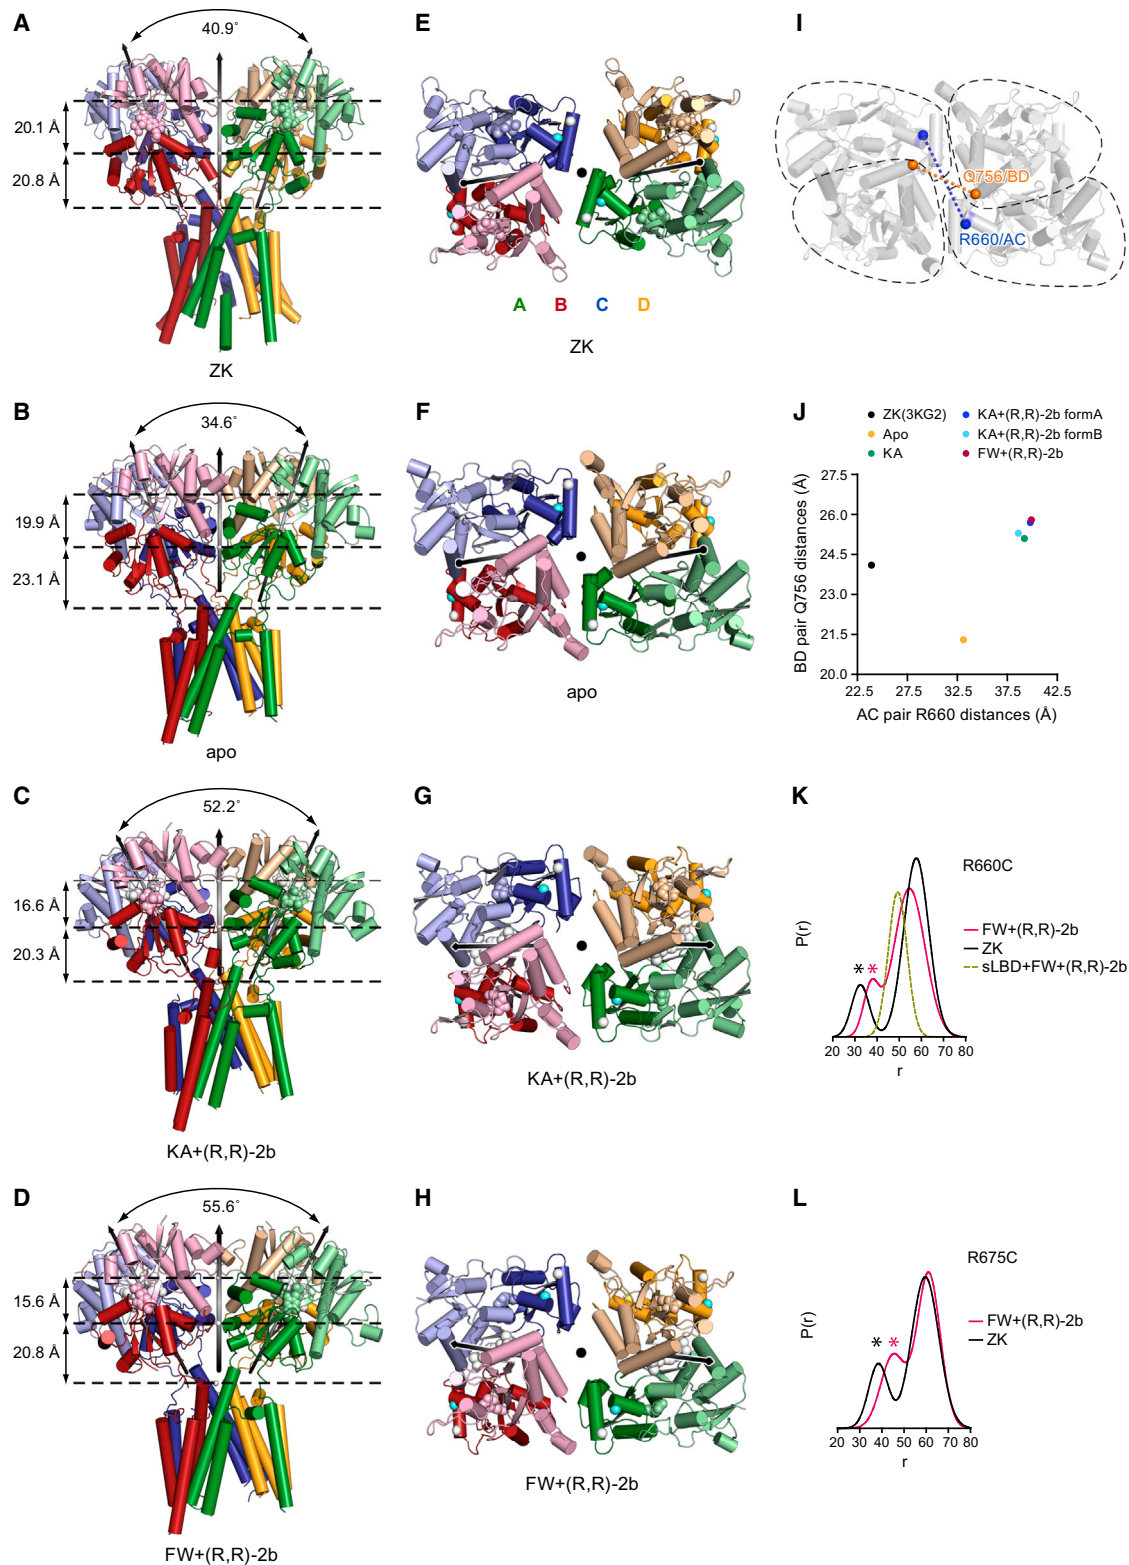 A
40.9°
20.1 Å
20.8 Å
ZK
B
34.6°
19.9 Å
23.1 Å
apo
C
52.2°
16.6 Å
20.3 Å
KA+(R,R)-2b
D
55.6°
15.6 Å
20.8 Å
FW+(R,R)-2b
E
A B C D
ZK
F
apo
G
KA+(R,R)-2b
H
FW+(R,R)-2b
I
Q756/BD
R660/AC
J
ZK(3KG2)
Apo
KA
KA+(R,R)-2b formA
KA+(R,R)-2b formB
FW+(R,R)-2b
BD pair Q756 distances (Å)
27.5
26.0
24.5
23.0
21.5
20.0
22.5 27.5 32.5 37.5 42.5
AC pair R660 distances (Å)
K
R660C
FW+(R,R)-2b
ZK
sLBD+FW+(R,R)-2b
P(r)
* *
20 30 40 50 60 70 80
r
L
R675C
FW+(R,R)-2b
ZK
P(r)
* *
20 30 40 50 60 70 80
r